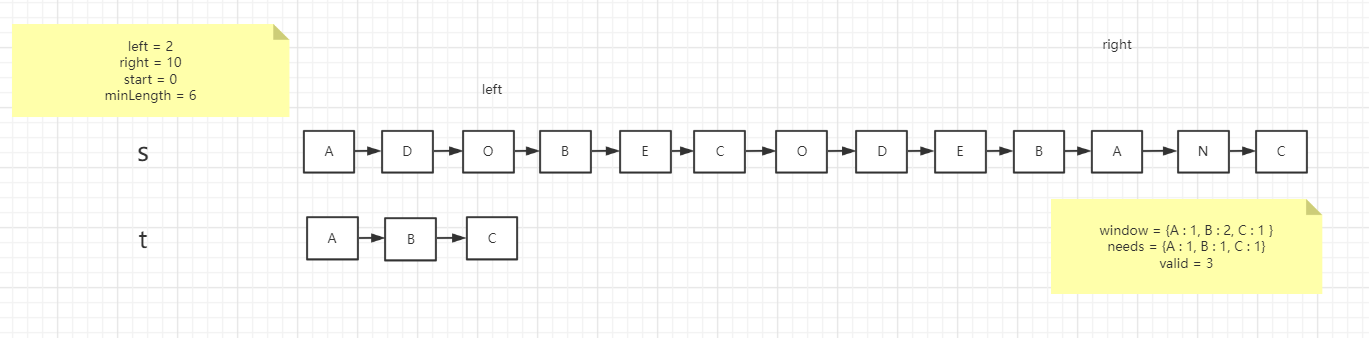 left = 2
right = 10
start = 0
minLength = 6
right
left
s
A D O B E C O D E B A N C
t
A B C
window = {A : 1, B : 2, C : 1 }
needs = {A : 1, B : 1, C : 1}
valid = 3